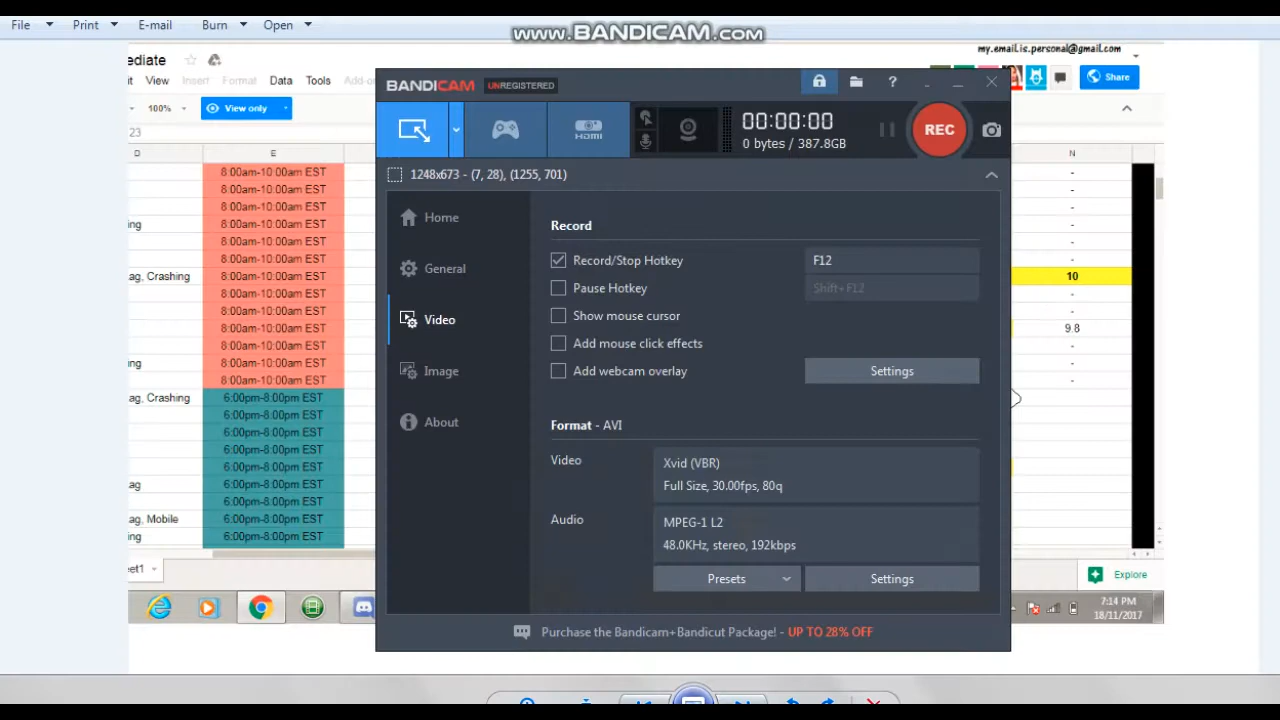 File Print E-mail Burn Open
www.BANDICAM.com
my.email.is.personal@gmail.com
ediate
View Insert Format Data Tools Add-o
Share
100% View only
23
D E N
8:00am-10:00am EST
8:00am-10:00am EST
8:00am-10:00am EST
ing 8:00am-10:00am EST
8:00am-10:00am EST
8:00am-10:00am EST
ag, Crashing 8:00am-10:00am EST 10
8:00am-10:00am EST
8:00am-10:00am EST
8:00am-10:00am EST 9.8
8:00am-10:00am EST
ing 8:00am-10:00am EST
8:00am-10:00am EST
ag, Crashing 6:00pm-8:00pm EST
6:00pm-8:00pm EST
6:00pm-8:00pm EST
6:00pm-8:00pm EST
6:00pm-8:00pm EST
ag 6:00pm-8:00pm EST
6:00pm-8:00pm EST
ag, Mobile 6:00pm-8:00pm EST
ing 6:00pm-8:00pm EST
eet1
Explore
7:14 PM
18/11/2017
BANDICAM UNREGISTERED
?
HDMI
00:00:00
0 bytes / 387.8GB
REC
1248x673 - (7, 28), (1255, 701)
Home
General
Video
Image
About
Record
Record/Stop Hotkey F12
Pause Hotkey Shift+F12
Show mouse cursor
Add mouse click effects
Add webcam overlay Settings
Format - AVI
Video Xvid (VBR)
Full Size, 30.00fps, 80q
Audio MPEG-1 L2
48.0KHz, stereo, 192kbps
Presets Settings
Purchase the Bandicam+Bandicut Package! - UP TO 28% OFF